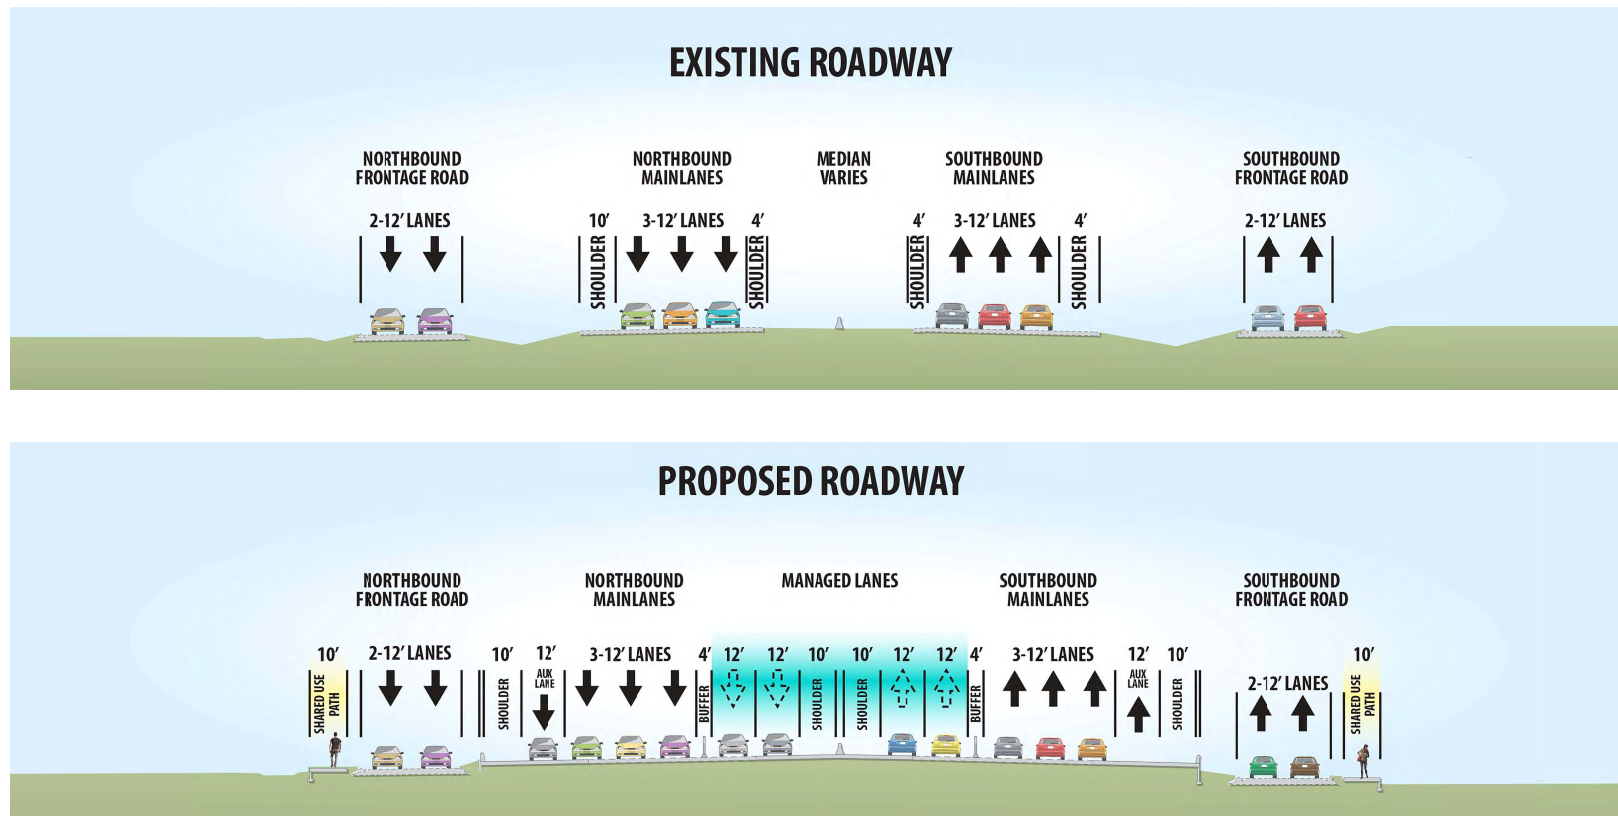 EXISTING ROADWAY
NORTHBOUND
FRONTAGE ROAD
NORTHBOUND
MAINLANES
MEDIAN
VARIES
SOUTHBOUND
MAINLANES
SOUTHBOUND
FRONTAGE ROAD
2-12' LANES
10'
3-12' LANES
4'
4'
3-12' LANES
4'
2-12' LANES
SHOULDER
SHOULDER
SHOULDER
SHOULDER
PROPOSED ROADWAY
NORTHBOUND
FRONTAGE ROAD
NORTHBOUND
MAINLANES
MANAGED LANES
SOUTHBOUND
MAINLANES
SOUTHBOUND
FRONTAGE ROAD
10'
2-12' LANES
10'
12'
3-12' LANES
4'
12'
12'
10'
10'
12'
12'
4'
3-12' LANES
12'
10'
2-12' LANES
10'
SHARED USE
PATH
SHOULDER
AUX
LANE
BUFFER
SHOULDER
SHOULDER
BUFFER
AUX
LANE
SHOULDER
SHARED USE
PATH